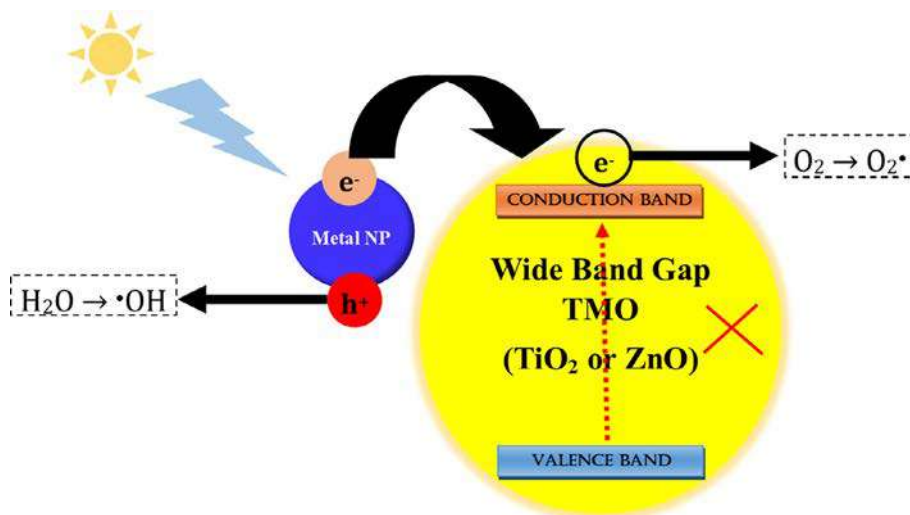 e-
Metal NP
h+
H₂O → •OH
e-
O₂ → O₂•
CONDUCTION BAND
Wide Band Gap
TMO
(TiO₂ or ZnO)
VALENCE BAND